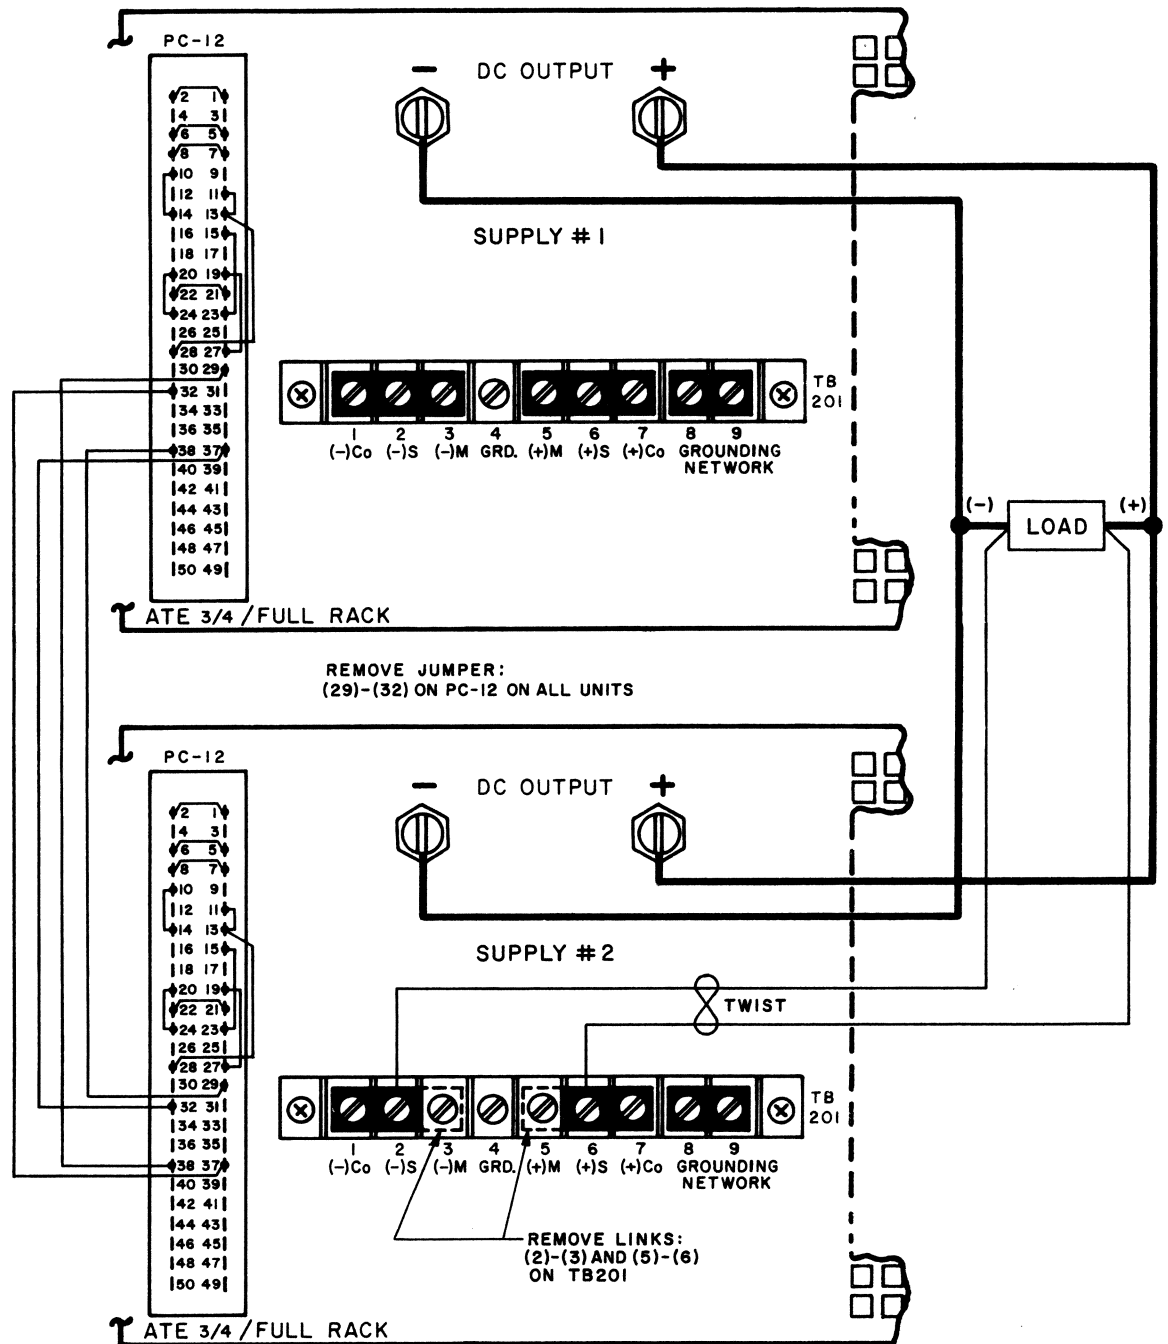 PC-12
− DC OUTPUT +
2 1
4 3
6 5
8 7
10 9
12 11
14 13
16 15
18 17
20 19
22 21
24 23
26 25
28 27
30 29
32 31
34 33
36 35
38 37
40 39
42 41
44 43
46 45
48 47
50 49
SUPPLY #1
TB
201
1 2 3 4 5 6 7 8 9
(-)Co (-)S (-)M GRD. (+)M (+)S (+)Co GROUNDING
NETWORK
(-) LOAD (+)
ATE 3/4 /FULL RACK
REMOVE JUMPER:
(29)-(32) ON PC-12 ON ALL UNITS
PC-12
− DC OUTPUT +
2 1
4 3
6 5
8 7
10 9
12 11
14 13
16 15
18 17
20 19
22 21
24 23
26 25
28 27
30 29
32 31
34 33
36 35
38 37
40 39
42 41
44 43
46 45
48 47
50 49
SUPPLY #2
TWIST
TB
201
1 2 3 4 5 6 7 8 9
(-)Co (-)S (-)M GRD. (+)M (+)S (+)Co GROUNDING
NETWORK
REMOVE LINKS:
(2)-(3) AND (5)-(6)
ON TB201
ATE 3/4 /FULL RACK